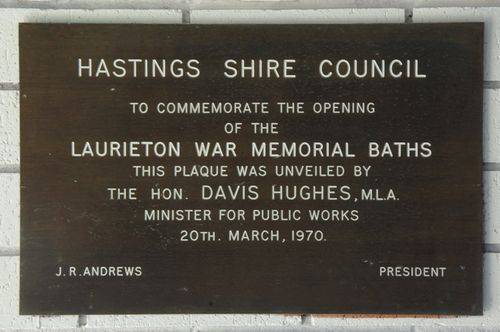 HASTINGS SHIRE COUNCIL
TO COMMEMORATE THE OPENING
OF THE
LAURIETON WAR MEMORIAL BATHS
THIS PLAQUE WAS UNVEILED BY
THE HON. DAVIS HUGHES, M.L.A.
MINISTER FOR PUBLIC WORKS
20TH. MARCH, 1970.
J.R. ANDREWS PRESIDENT